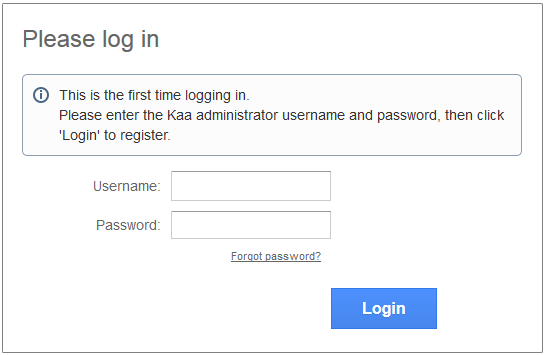 Please log in
This is the first time logging in.
Please enter the Kaa administrator username and password, then click
'Login' to register.
Username:
Password:
Forgot password?
Login